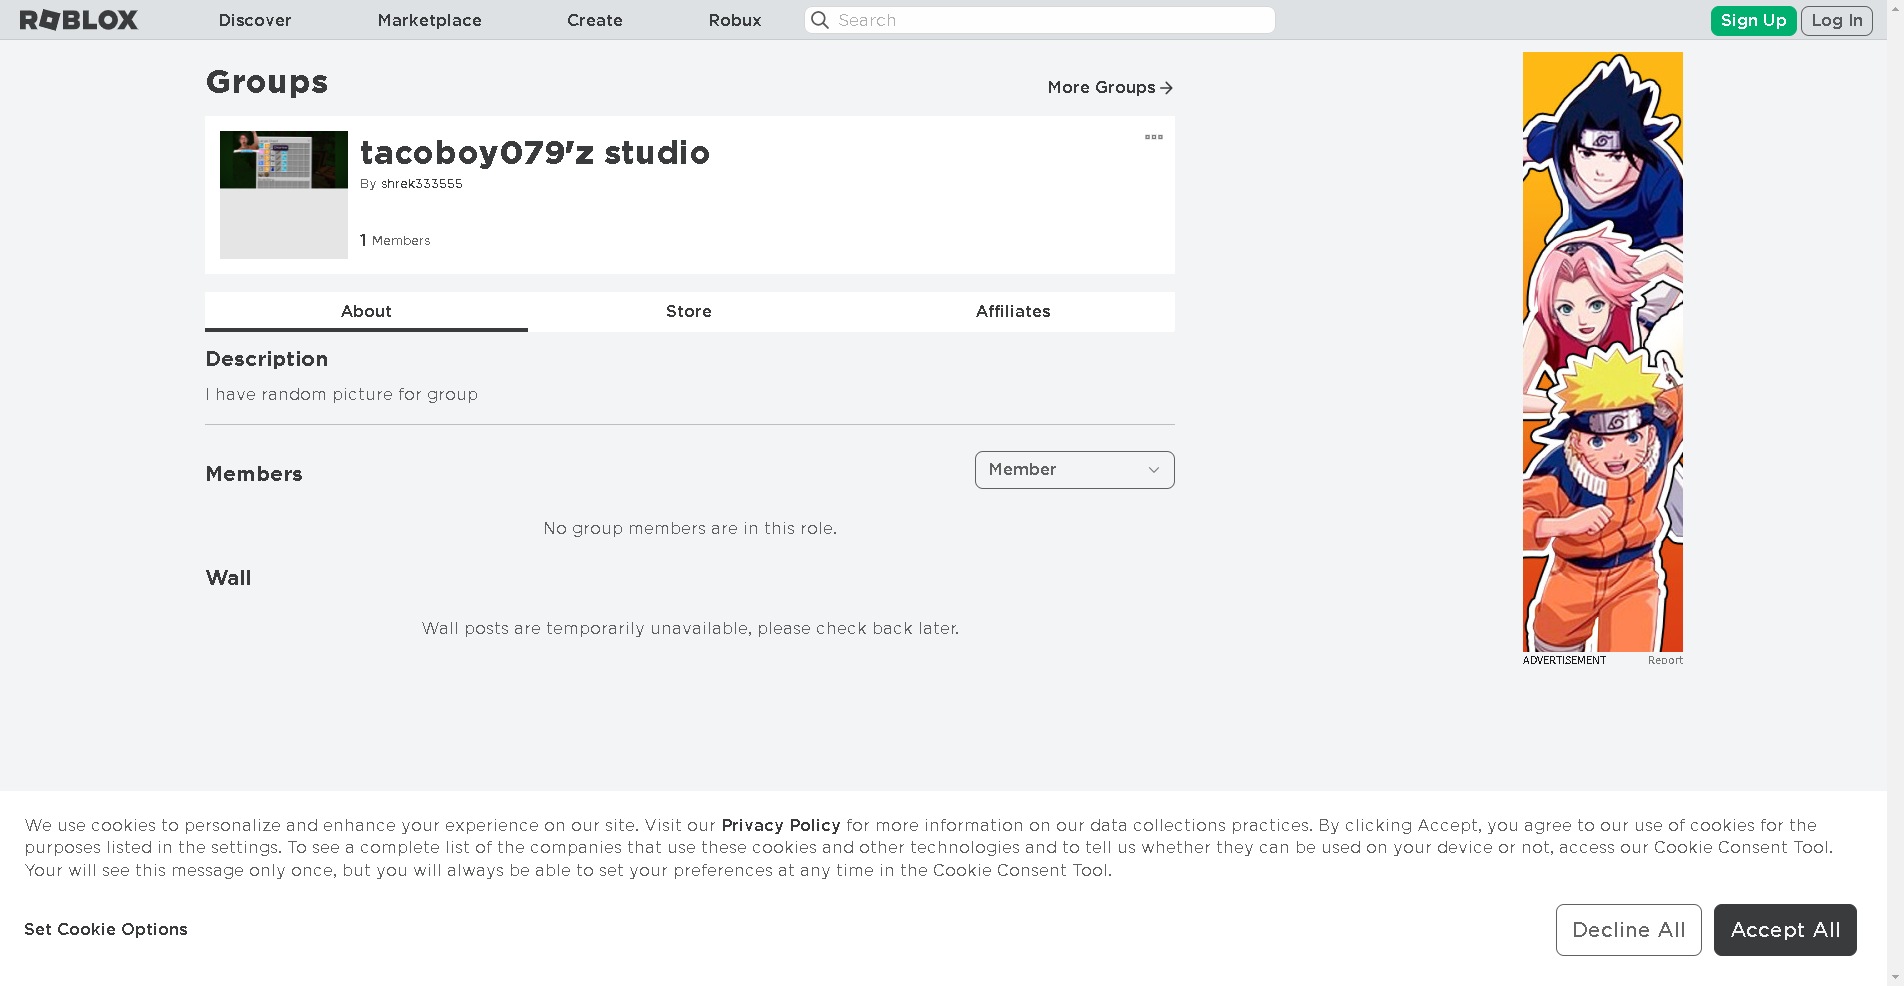 ROBLOX
Discover
Marketplace
Create
Robux
Search
Sign Up
Log In
Groups
More Groups
tacoboy079'z studio
By shrek333555
1 Members
About
Store
Affiliates
Description
I have random picture for group
Members
Member
No group members are in this role.
Wall
Wall posts are temporarily unavailable, please check back later.
ADVERTISEMENT
Report
We use cookies to personalize and enhance your experience on our site. Visit our Privacy Policy for more information on our data collections practices. By clicking Accept, you agree to our use of cookies for the
purposes listed in the settings. To see a complete list of the companies that use these cookies and other technologies and to tell us whether they can be used on your device or not, access our Cookie Consent Tool.
Your will see this message only once, but you will always be able to set your preferences at any time in the Cookie Consent Tool.
Set Cookie Options
Decline All
Accept All